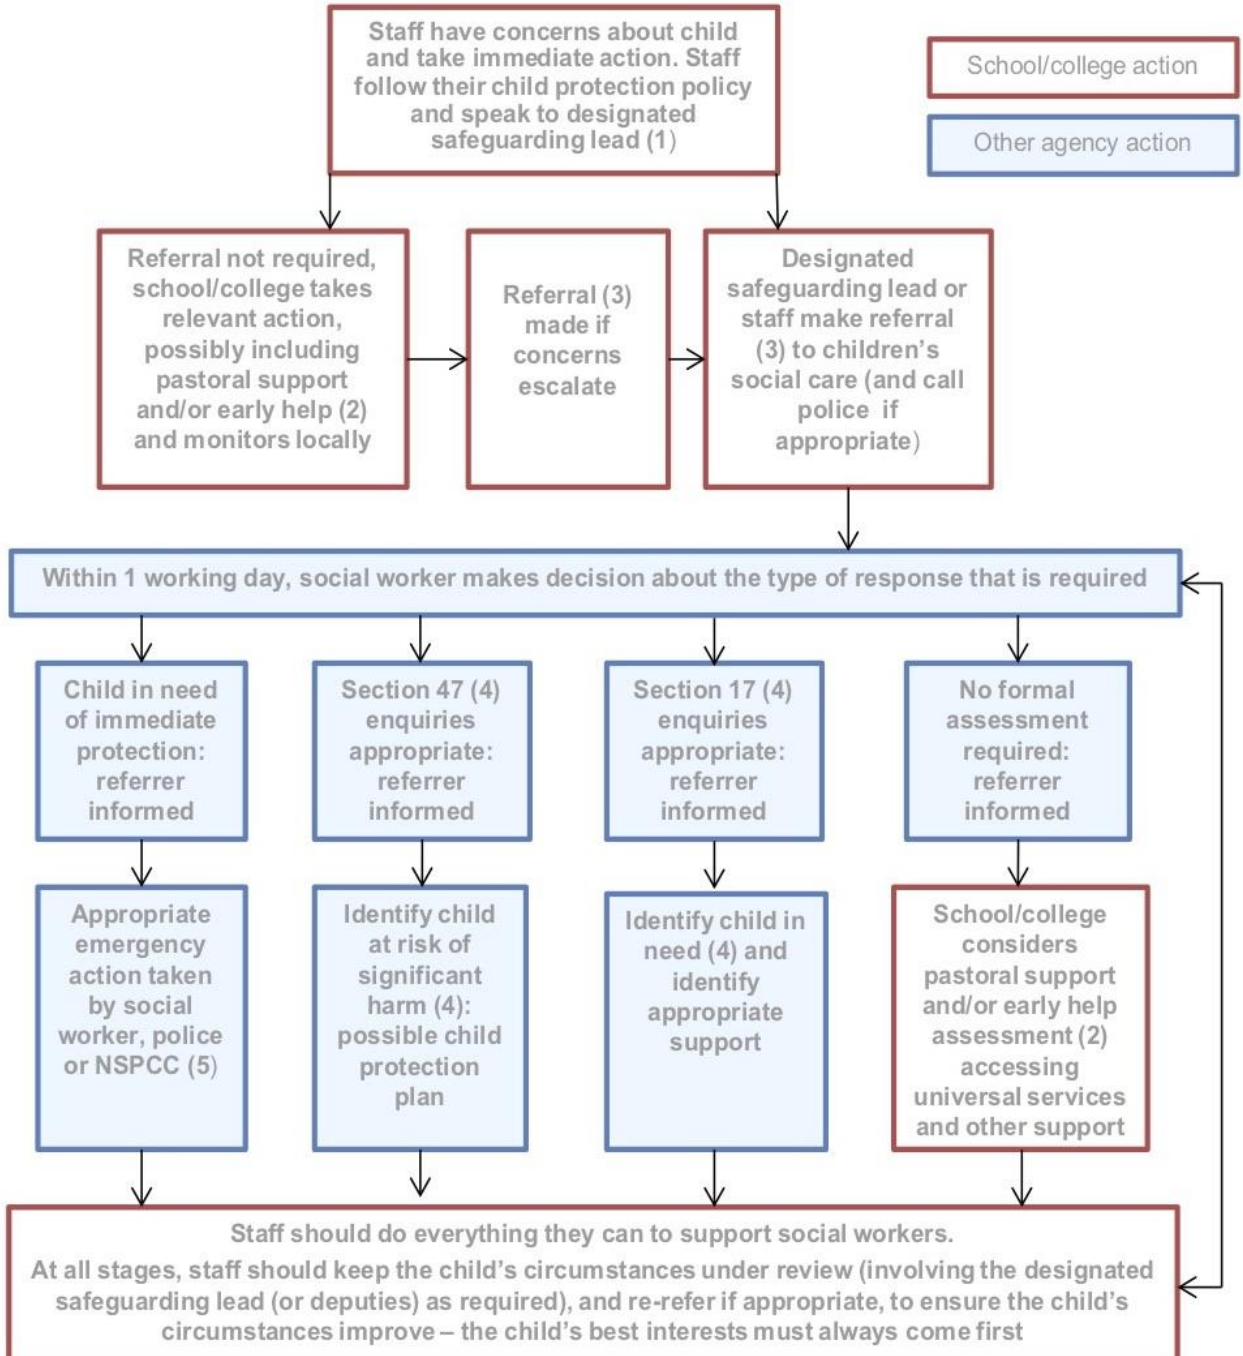 Staff have concerns about child
and take immediate action. Staff
follow their child protection policy
and speak to designated
safeguarding lead (1)
School/college action
Other agency action
Referral not required,
school/college takes
relevant action,
possibly including
pastoral support
and/or early help (2)
and monitors locally
Referral (3)
made if
concerns
escalate
Designated
safeguarding lead or
staff make referral
(3) to children’s
social care (and call
police if
appropriate)
Within 1 working day, social worker makes decision about the type of response that is required
Child in need
of immediate
protection:
referrer
informed
Section 47 (4)
enquiries
appropriate:
referrer
informed
Section 17 (4)
enquiries
appropriate:
referrer
informed
No formal
assessment
required:
referrer
informed
Appropriate
emergency
action taken
by social
worker, police
or NSPCC (5)
Identify child
at risk of
significant
harm (4):
possible child
protection
plan
Identify child in
need (4) and
identify
appropriate
support
School/college
considers
pastoral support
and/or early help
assessment (2)
accessing
universal services
and other support
Staff should do everything they can to support social workers.
At all stages, staff should keep the child’s circumstances under review (involving the designated
safeguarding lead (or deputies) as required), and re-refer if appropriate, to ensure the child’s
circumstances improve – the child’s best interests must always come first